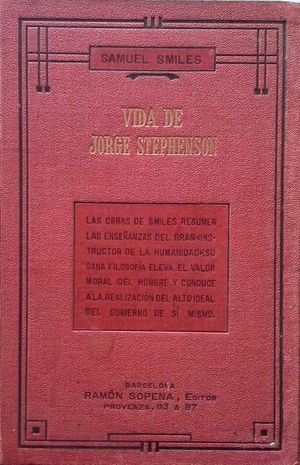 SAMUEL SMILES
VIDA DE
JORGE STEPHENSON
LAS OBRAS DE SMILES RESUMEN
LAS ENSEÑANZAS DEL GRAN «INS-
TRUCTOR DE LA HUMANIDAD»; SU
SANA FILOSOFÍA ELEVA EL VALOR
MORAL DEL HOMBRE Y CONDUCE
A LA REALIZACIÓN DEL ALTO IDEAL
DEL GOBIERNO DE SÍ MISMO.
BARCELONA
RAMÓN SOPENA, EDITOR
PROVENZA, 93 A 97